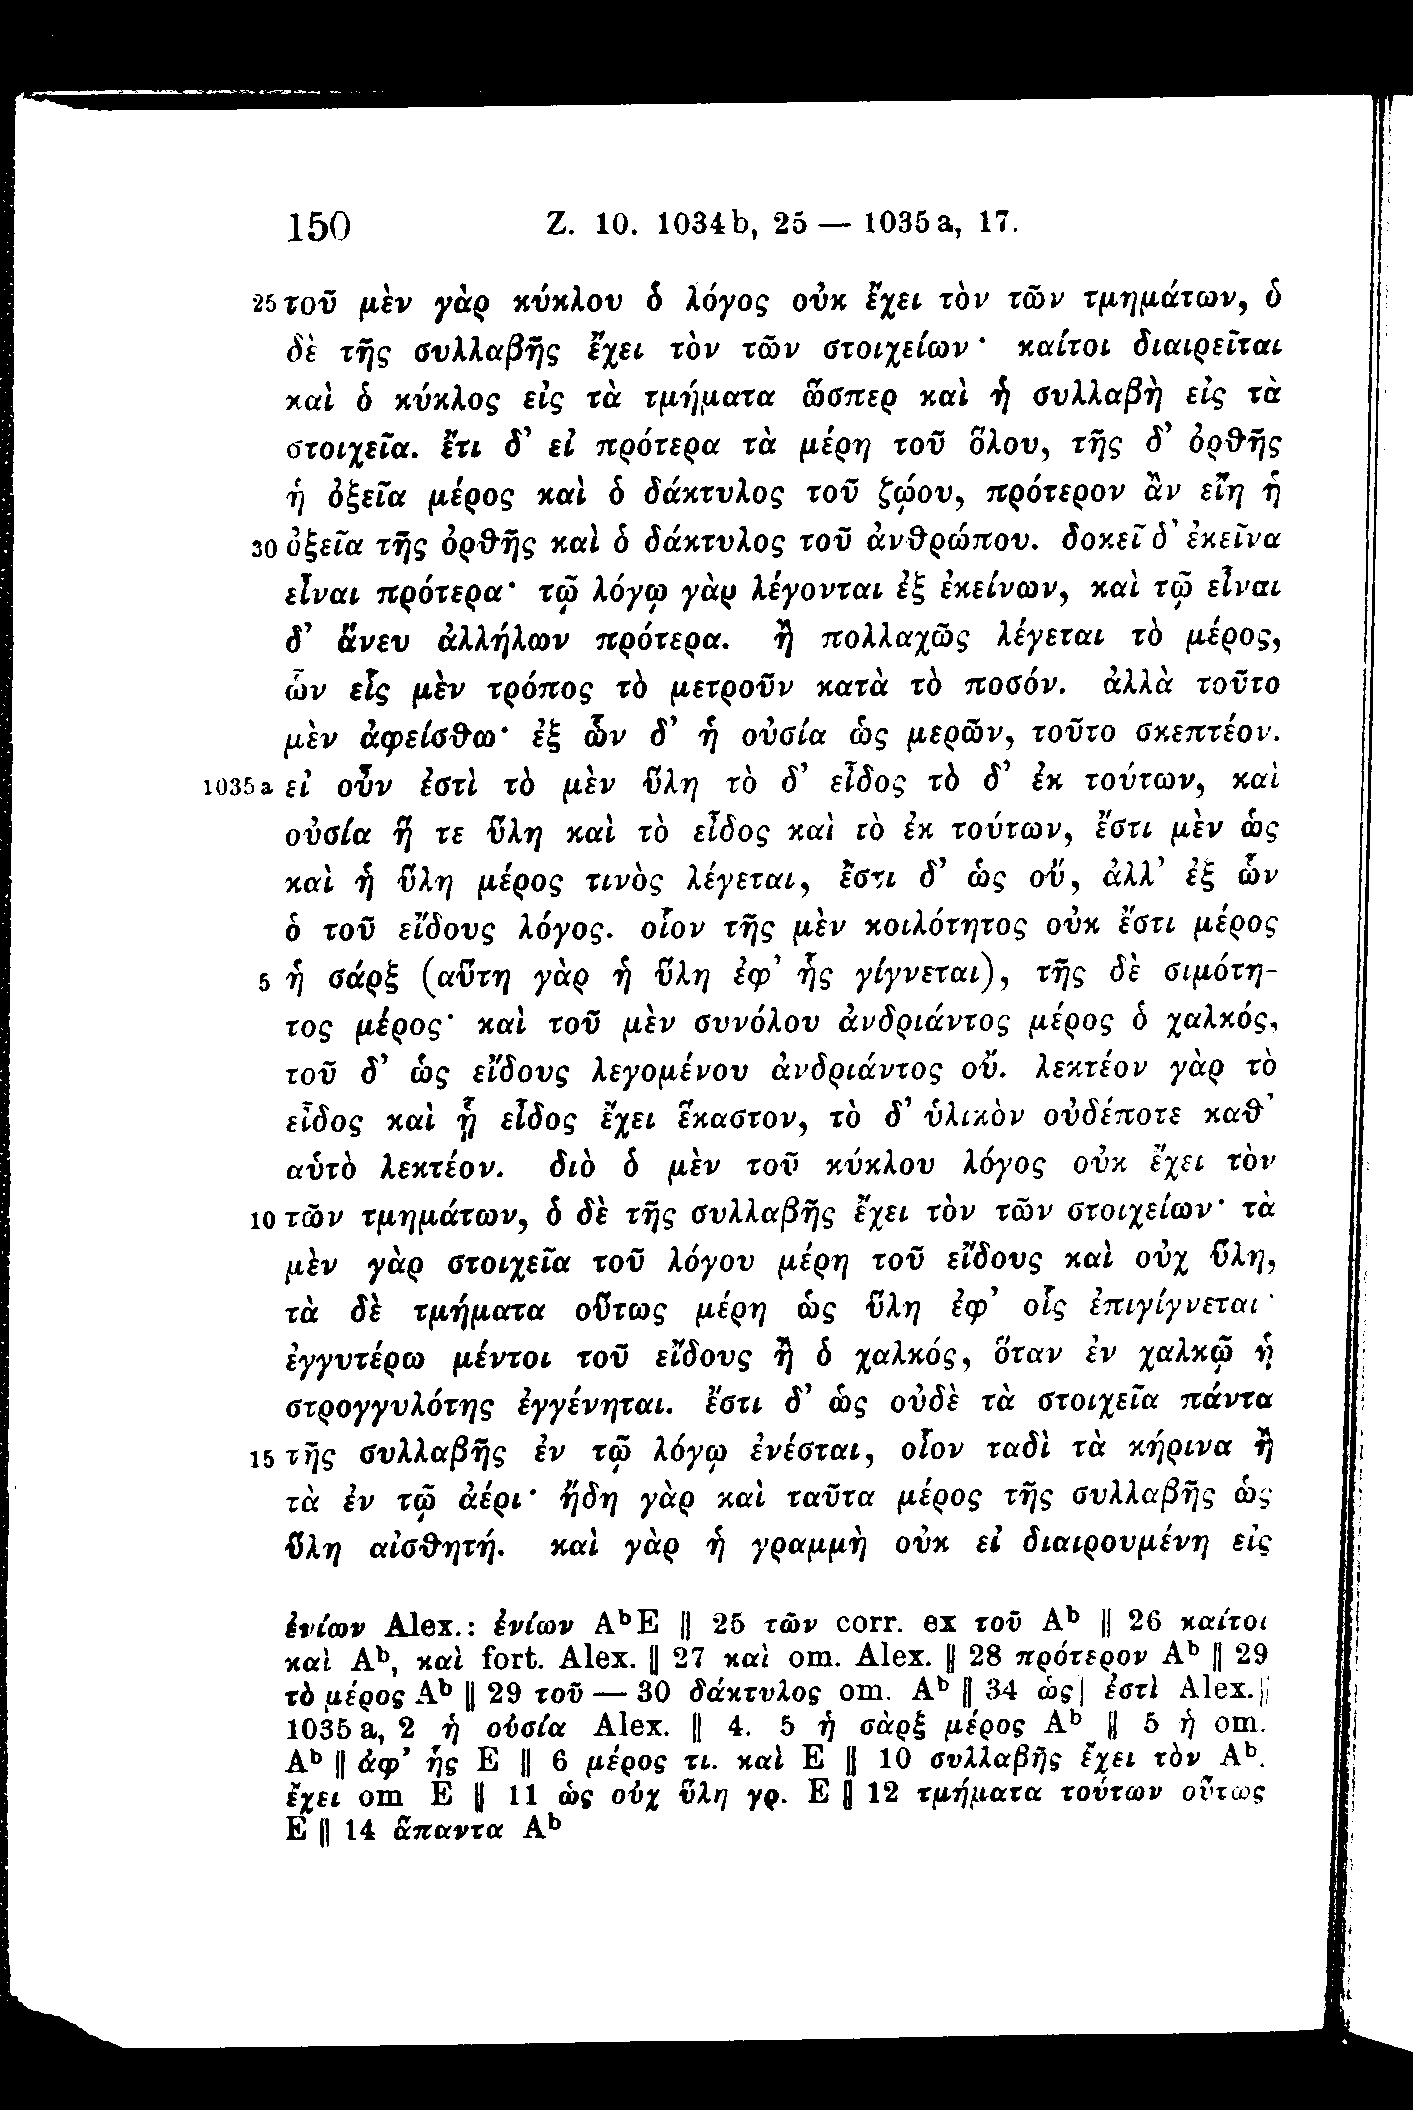 150 Z. 10. 1034b, 25 — 1035a, 17.
25 τοῦ μὲν γὰρ κύκλου ὁ λόγος οὐκ ἔχει τὸν τῶν τμημάτων, ὁ
δὲ τῆς συλλαβῆς ἔχει τὸν τῶν στοιχείων· καίτοι διαιρεῖται
καὶ ὁ κύκλος εἰς τὰ τμήματα ὥσπερ καὶ ἡ συλλαβὴ εἰς τὰ
στοιχεῖα. ἔτι δ’ εἰ πρότερα τὰ μέρη τοῦ ὅλου, τῆς δ’ ὀρθῆς
ἡ ὀξεῖα μέρος καὶ ὁ δάκτυλος τοῦ ζῴου, πρότερον ἂν εἴη ἡ
30 ὀξεῖα τῆς ὀρθῆς καὶ ὁ δάκτυλος τοῦ ἀνθρώπου. δοκεῖ δ’ ἐκεῖνα
εἶναι πρότερα· τῷ λόγῳ γὰρ λέγονται ἐξ ἐκείνων, καὶ τῷ εἶναι
δ’ ἄνευ ἀλλήλων πρότερα. ἢ πολλαχῶς λέγεται τὸ μέρος,
ὧν εἷς μὲν τρόπος τὸ μετροῦν κατὰ τὸ ποσόν. ἀλλὰ τοῦτο
μὲν ἀφείσθω· ἐξ ὧν δ’ ἡ οὐσία ὡς μερῶν, τοῦτο σκεπτέον.
1035a εἰ οὖν ἐστὶ τὸ μὲν ὕλη τὸ δ’ εἶδος τὸ δ’ ἐκ τούτων, καὶ
οὐσία ἥ τε ὕλη καὶ τὸ εἶδος καὶ τὸ ἐκ τούτων, ἔστι μὲν ὡς
καὶ ἡ ὕλη μέρος τινὸς λέγεται, ἔστι δ’ ὡς οὔ, ἀλλ’ ἐξ ὧν
ὁ τοῦ εἴδους λόγος. οἷον τῆς μὲν κοιλότητος οὐκ ἔστι μέρος
5 ἡ σάρξ (αὕτη γὰρ ἡ ὕλη ἐφ’ ἧς γίγνεται), τῆς δὲ σιμότη-
τος μέρος· καὶ τοῦ μὲν συνόλου ἀνδριάντος μέρος ὁ χαλκός,
τοῦ δ’ ὡς εἴδους λεγομένου ἀνδριάντος οὔ. λεκτέον γὰρ τὸ
εἶδος καὶ ᾗ εἶδος ἔχει ἕκαστον, τὸ δ’ ὑλικὸν οὐδέποτε καθ’
αὑτὸ λεκτέον. διὸ ὁ μὲν τοῦ κύκλου λόγος οὐκ ἔχει τὸν
10 τῶν τμημάτων, ὁ δὲ τῆς συλλαβῆς ἔχει τὸν τῶν στοιχείων· τὰ
μὲν γὰρ στοιχεῖα τοῦ λόγου μέρη τοῦ εἴδους καὶ οὐχ ὕλη,
τὰ δὲ τμήματα οὕτως μέρη ὡς ὕλη ἐφ’ οἷς ἐπιγίγνεται·
ἐγγυτέρω μέντοι τοῦ εἴδους ἢ ὁ χαλκός, ὅταν ἐν χαλκῷ ἡ
στρογγυλότης ἐγγένηται. ἔστι δ’ ὡς οὐδὲ τὰ στοιχεῖα πάντα
15 τῆς συλλαβῆς ἐν τῷ λόγῳ ἐνέσται, οἷον ταδὶ τὰ κήρινα ἢ
τὰ ἐν τῷ ἀέρι· ἤδη γὰρ καὶ ταῦτα μέρος τῆς συλλαβῆς ὡς
ὕλη αἰσθητή. καὶ γὰρ ἡ γραμμὴ οὐκ εἰ διαιρουμένη εἰς
ἐνίων Alex.: ἐνίων AᵇE ‖ 25 τῶν corr. ex τοῦ Aᵇ ‖ 26 καίτοι
καὶ Aᵇ, καὶ fort. Alex. ‖ 27 καὶ om. Alex. ‖ 28 πρότερον Aᵇ ‖ 29
τὸ μέρος Aᵇ ‖ 29 τοῦ — 30 δάκτυλος om. Aᵇ ‖ 34 ὡς] ἐστὶ Alex. ‖
1035a, 2 ἡ οὐσία Alex. ‖ 4. 5 ἡ σὰρξ μέρος Aᵇ ‖ 5 ἡ om.
Aᵇ ‖ ἀφ’ ἧς E ‖ 6 μέρος τι. καὶ E ‖ 10 συλλαβῆς ἔχει τὸν Aᵇ.
ἔχει om E ‖ 11 ὡς οὐχ ὕλη γρ. E ‖ 12 τμήματα τούτων οὕτως
E ‖ 14 ἅπαντα Aᵇ